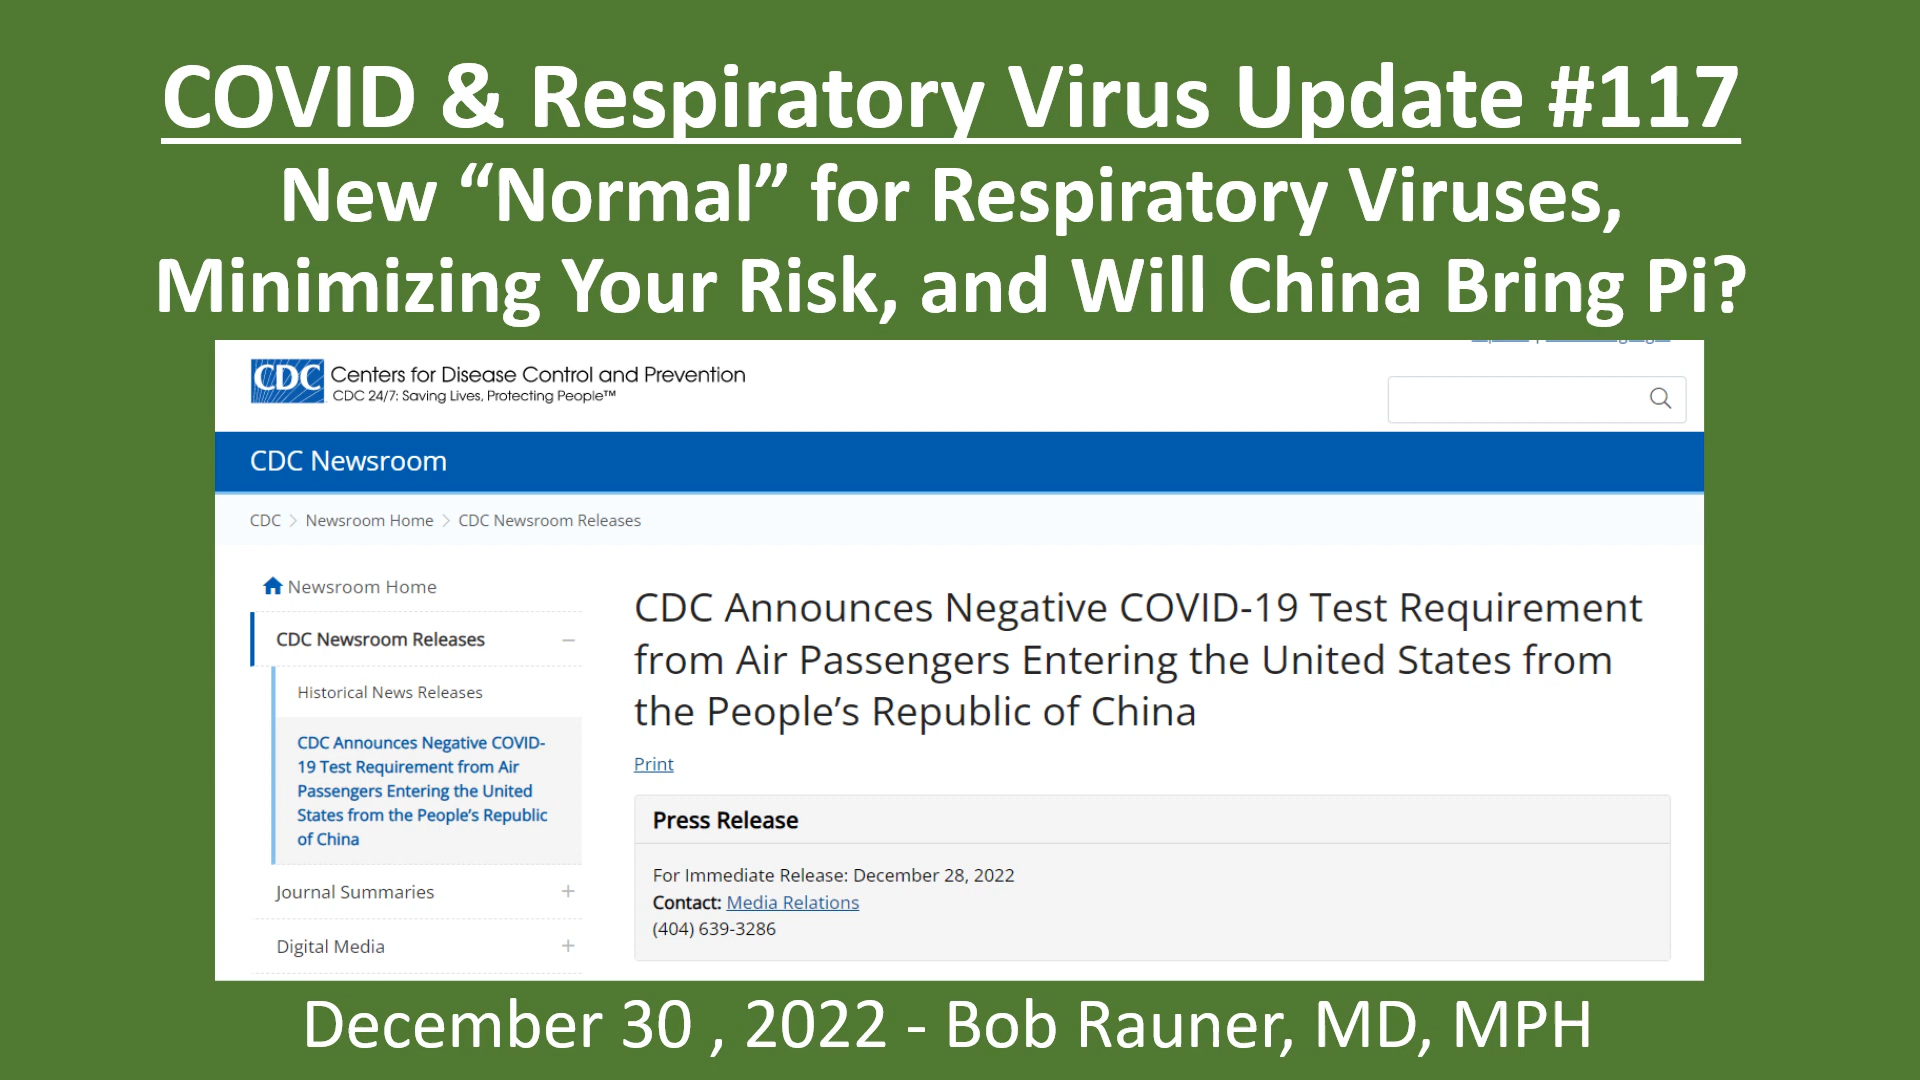 COVID & Respiratory Virus Update #117
New “Normal” for Respiratory Viruses,
Minimizing Your Risk, and Will China Bring Pi?
CDC Centers for Disease Control and Prevention
CDC 24/7: Saving Lives, Protecting People™
CDC Newsroom
CDC > Newsroom Home > CDC Newsroom Releases
Newsroom Home
CDC Newsroom Releases –
Historical News Releases
CDC Announces Negative COVID-
19 Test Requirement from Air
Passengers Entering the United
States from the People’s Republic
of China
Journal Summaries +
Digital Media +
CDC Announces Negative COVID-19 Test Requirement
from Air Passengers Entering the United States from
the People’s Republic of China
Print
Press Release
For Immediate Release: December 28, 2022
Contact: Media Relations
(404) 639-3286
December 30 , 2022 - Bob Rauner, MD, MPH